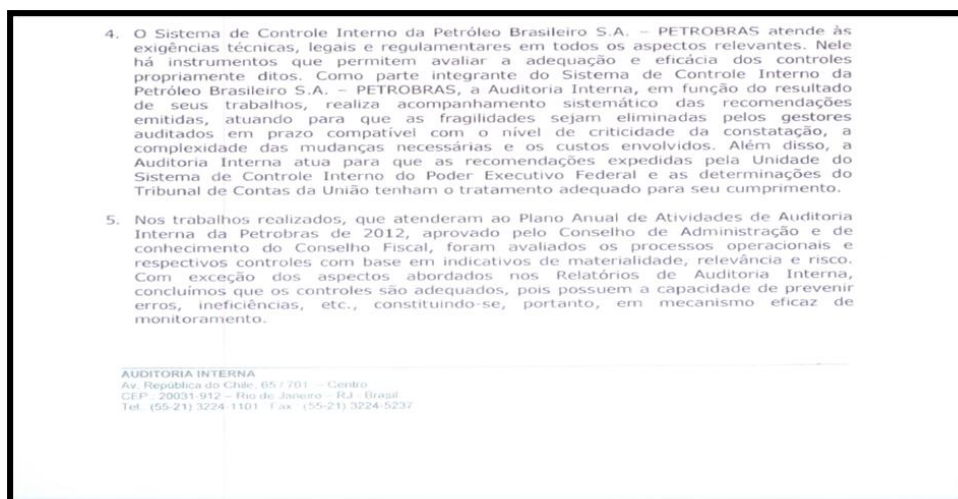 4. O Sistema de Controle Interno da Petróleo Brasileiro S.A. – PETROBRAS atende às
exigências técnicas, legais e regulamentares em todos os aspectos relevantes. Nele
há instrumentos que permitem avaliar a adequação e eficácia dos controles
propriamente ditos. Como parte integrante do Sistema de Controle Interno da
Petróleo Brasileiro S.A. – PETROBRAS, a Auditoria Interna, em função do resultado
de seus trabalhos, realiza acompanhamento sistemático das recomendações
emitidas, atuando para que as fragilidades sejam eliminadas pelos gestores
auditados em prazo compatível com o nível de criticidade da constatação, a
complexidade das mudanças necessárias e os custos envolvidos. Além disso, a
Auditoria Interna atua para que as recomendações expedidas pela Unidade do
Sistema de Controle Interno do Poder Executivo Federal e as determinações do
Tribunal de Contas da União tenham o tratamento adequado para seu cumprimento.
5. Nos trabalhos realizados, que atenderam ao Plano Anual de Atividades de Auditoria
Interna da Petrobras de 2012, aprovado pelo Conselho de Administração e de
conhecimento do Conselho Fiscal, foram avaliados os processos operacionais e
respectivos controles com base em indicativos de materialidade, relevância e risco.
Com exceção dos aspectos abordados nos Relatórios de Auditoria Interna,
concluímos que os controles são adequados, pois possuem a capacidade de prevenir
erros, ineficiências, etc., constituindo-se, portanto, em mecanismo eficaz de
monitoramento.
AUDITORIA INTERNA
Av. República do Chile, 65 / 701 – Centro
CEP.: 20031-912 – Rio de Janeiro – RJ - Brasil
Tel.: (55-21) 3224-1101 Fax.: (55-21) 3224-5237